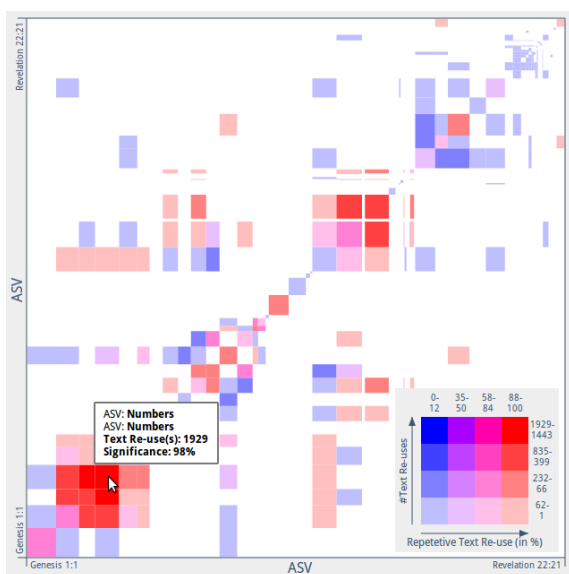 Revelation 22:21
ASV
Genesis 1:1
ASV: Numbers
ASV: Numbers
Text Re-use(s): 1929
Significance: 98%
0-
12
35-
50
58-
84
88-
100
1929-
1443
835-
399
232-
66
62-
1
#Text Re-uses
Repetetive Text Re-use (in %)
Genesis 1:1
ASV
Revelation 22:21